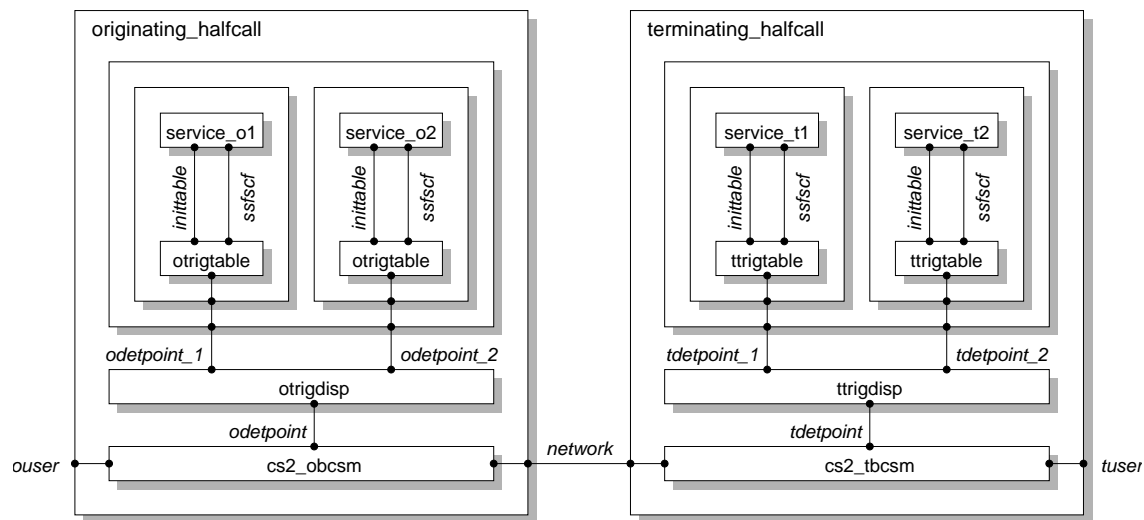 originating_halfcall
terminating_halfcall
service_o1
service_o2
service_t1
service_t2
inittable
ssfscf
inittable
ssfscf
inittable
ssfscf
inittable
ssfscf
otrigtable
otrigtable
ttrigtable
ttrigtable
odetpoint_1
odetpoint_2
tdetpoint_1
tdetpoint_2
otrigdisp
ttrigdisp
odetpoint
tdetpoint
ouser
cs2_obcsm
network
cs2_tbcsm
tuser